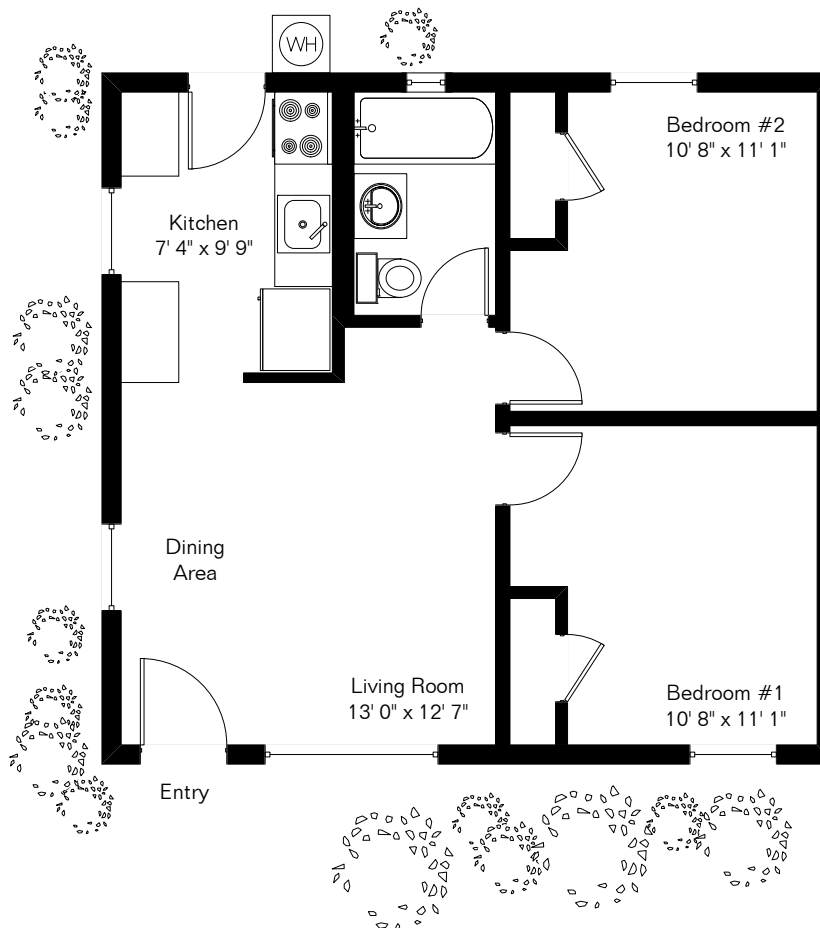 WH
Bedroom #2
10' 8" x 11' 1"
Kitchen
7' 4" x 9' 9"
Dining
Area
Living Room
13' 0" x 12' 7"
Bedroom #1
10' 8" x 11' 1"
Entry